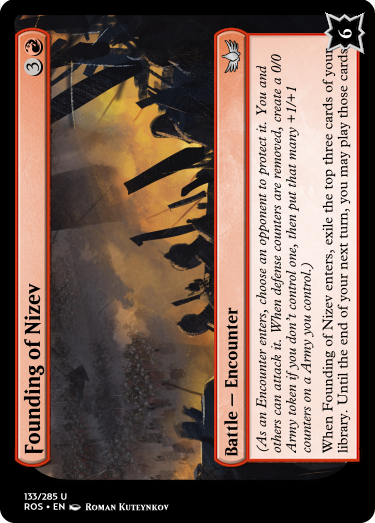 Founding of Nizev
3
Battle – Encounter
(As an Encounter enters, choose an opponent to protect it. You and
others can attack it. When defense counters are removed, create a 0/0
Army token if you don't control one, then put that many +1/+1
counters on a Army you control.)
When Founding of Nizev enters, exile the top three cards of your
library. Until the end of your next turn, you may play those cards
6
133/285 U
ROS • EN Roman Kuteynkov